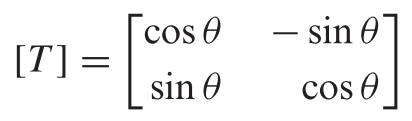 [T] = [cos θ − sin θ
sin θ cos θ]